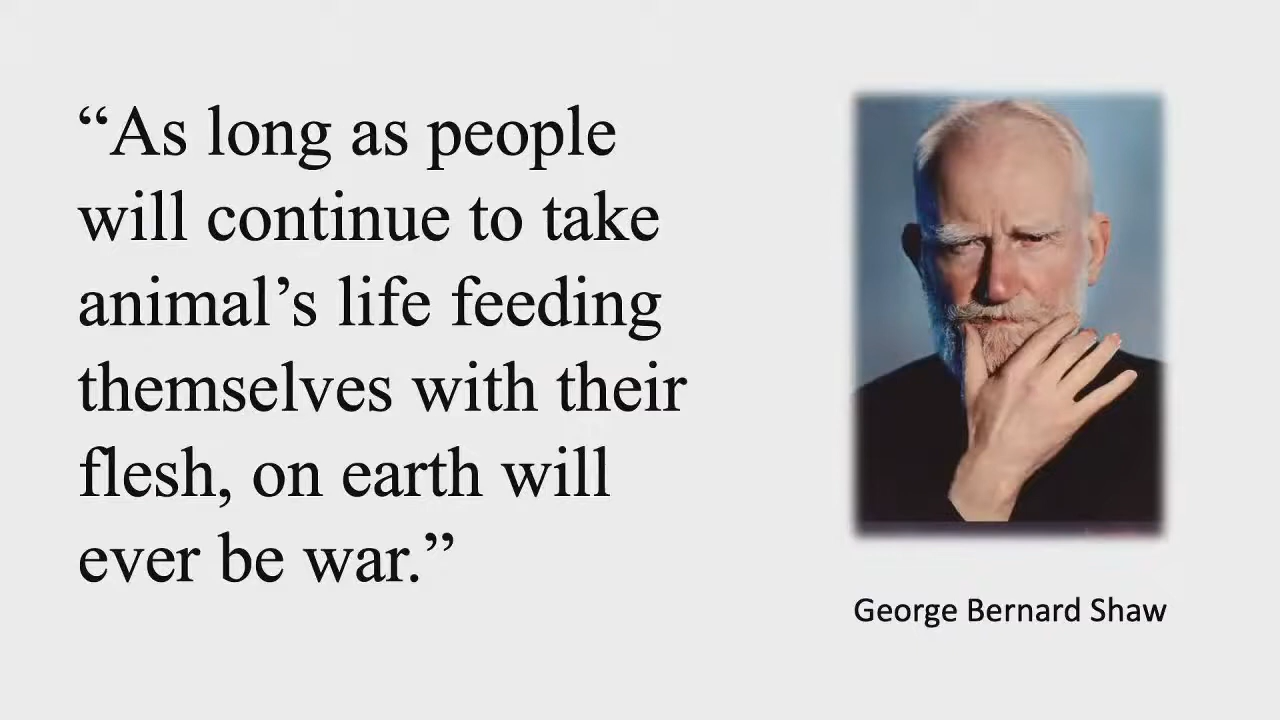 “As long as people
will continue to take
animal’s life feeding
themselves with their
flesh, on earth will
ever be war.”
George Bernard Shaw